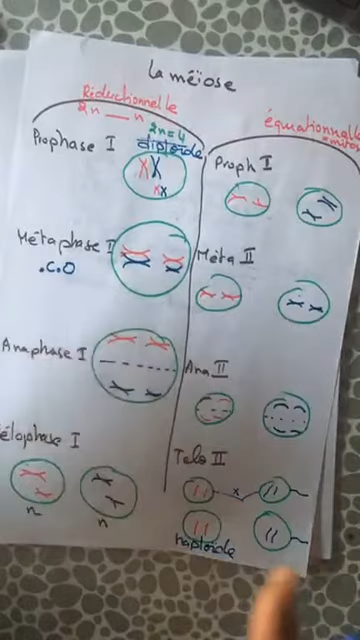 la méiose
Réductionnelle
2n — n
Prophase I
2n=4
diploïde
Métaphase I
.C.O
Anaphase I
élophase I
n
n
équationnelle
Proph I
Méta II
Ana II
Telo II
x
haploïde